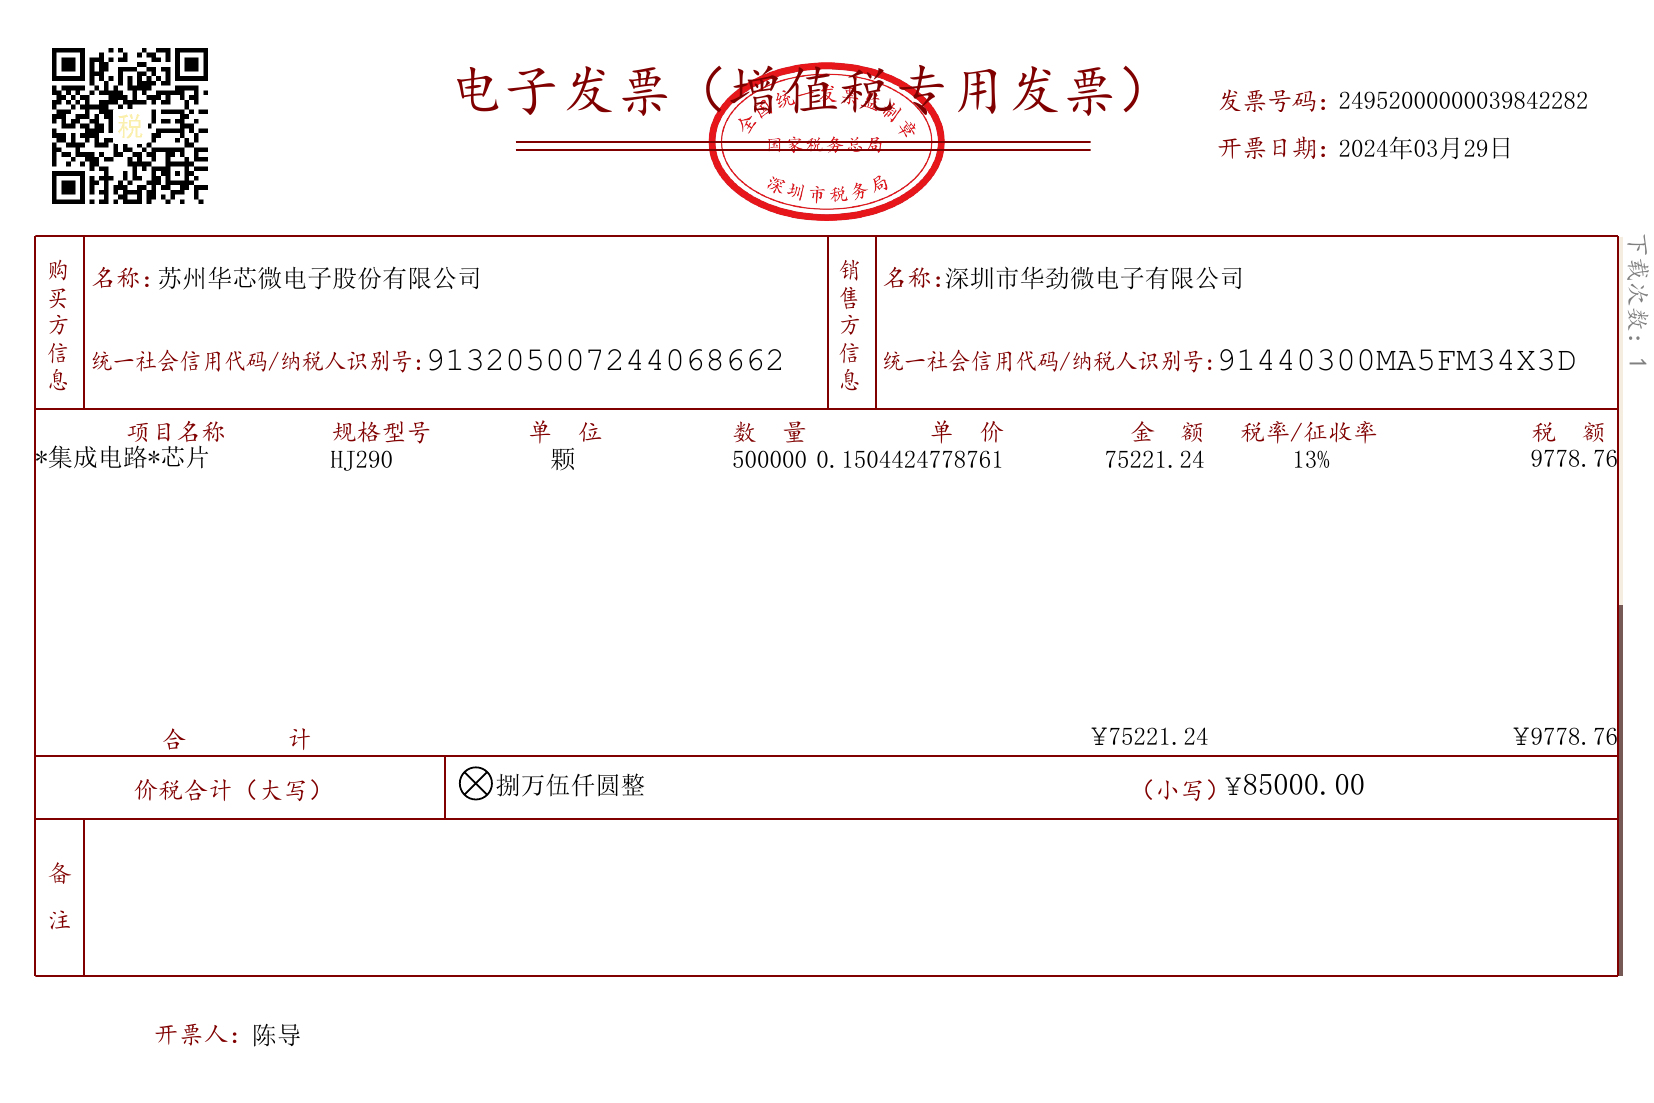 电子发票（增值税专用发票）
全国统一发票监制章
国家税务总局
深圳市税务局
税
发票号码：24952000000039842282
开票日期：2024年03月29日
下载次数：1
购买方信息
名称：苏州华芯微电子股份有限公司
统一社会信用代码/纳税人识别号：913205007244068662
销售方信息
名称：深圳市华劲微电子有限公司
统一社会信用代码/纳税人识别号：91440300MA5FM34X3D
项目名称 规格型号 单位 数量 单价 金额 税率/征收率 税额
*集成电路*芯片 HJ290 颗 500000 0.1504424778761 75221.24 13% 9778.76
合计 ¥75221.24 ¥9778.76
价税合计（大写） 捌万伍仟圆整 （小写）¥85000.00
备注
开票人：陈导